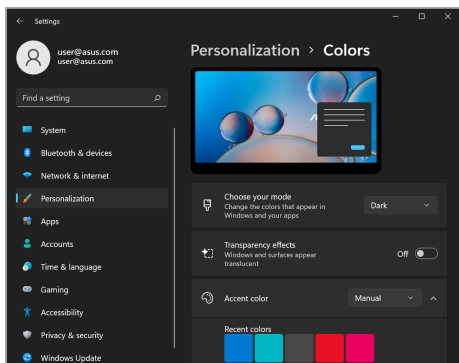 Settings
user@asus.com
user@asus.com
Find a setting
System
Bluetooth & devices
Network & internet
Personalization
Apps
Accounts
Time & language
Gaming
Accessibility
Privacy & security
Windows Update
Personalization > Colors
Choose your mode
Change the colors that appear in
Windows and your apps
Dark
Transparency effects
Windows and surfaces appear
translucent
Off
Accent color
Manual
Recent colors